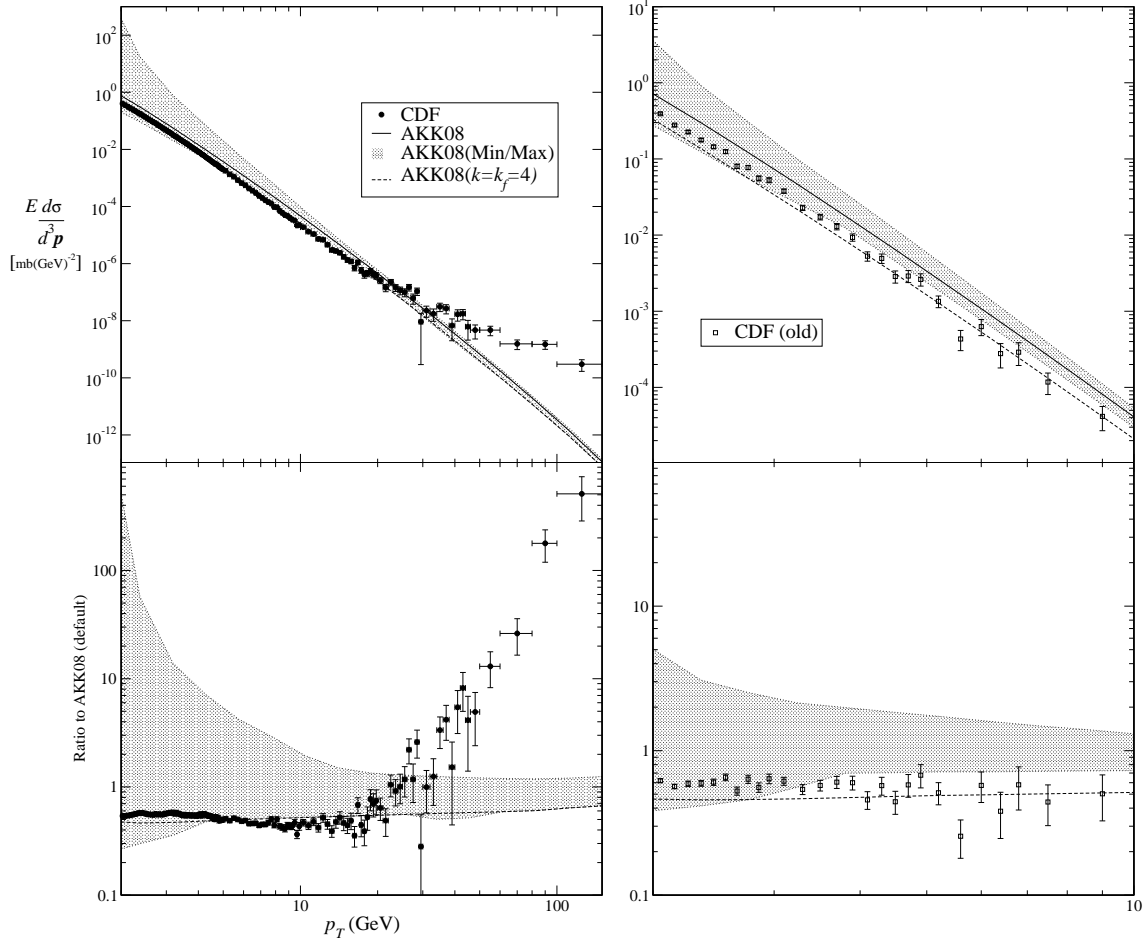 10^2
10^0
10^-2
10^-4
10^-6
10^-8
10^-10
10^-12
E dσ
d^3p
[mb(GeV)^-2]
CDF
AKK08
AKK08(Min/Max)
AKK08(k=k_f=4)
10^1
10^0
10^-1
10^-2
10^-3
10^-4
CDF (old)
Ratio to AKK08 (default)
100
10
1
0.1
10
100
p_T (GeV)
10
1
0.1
10